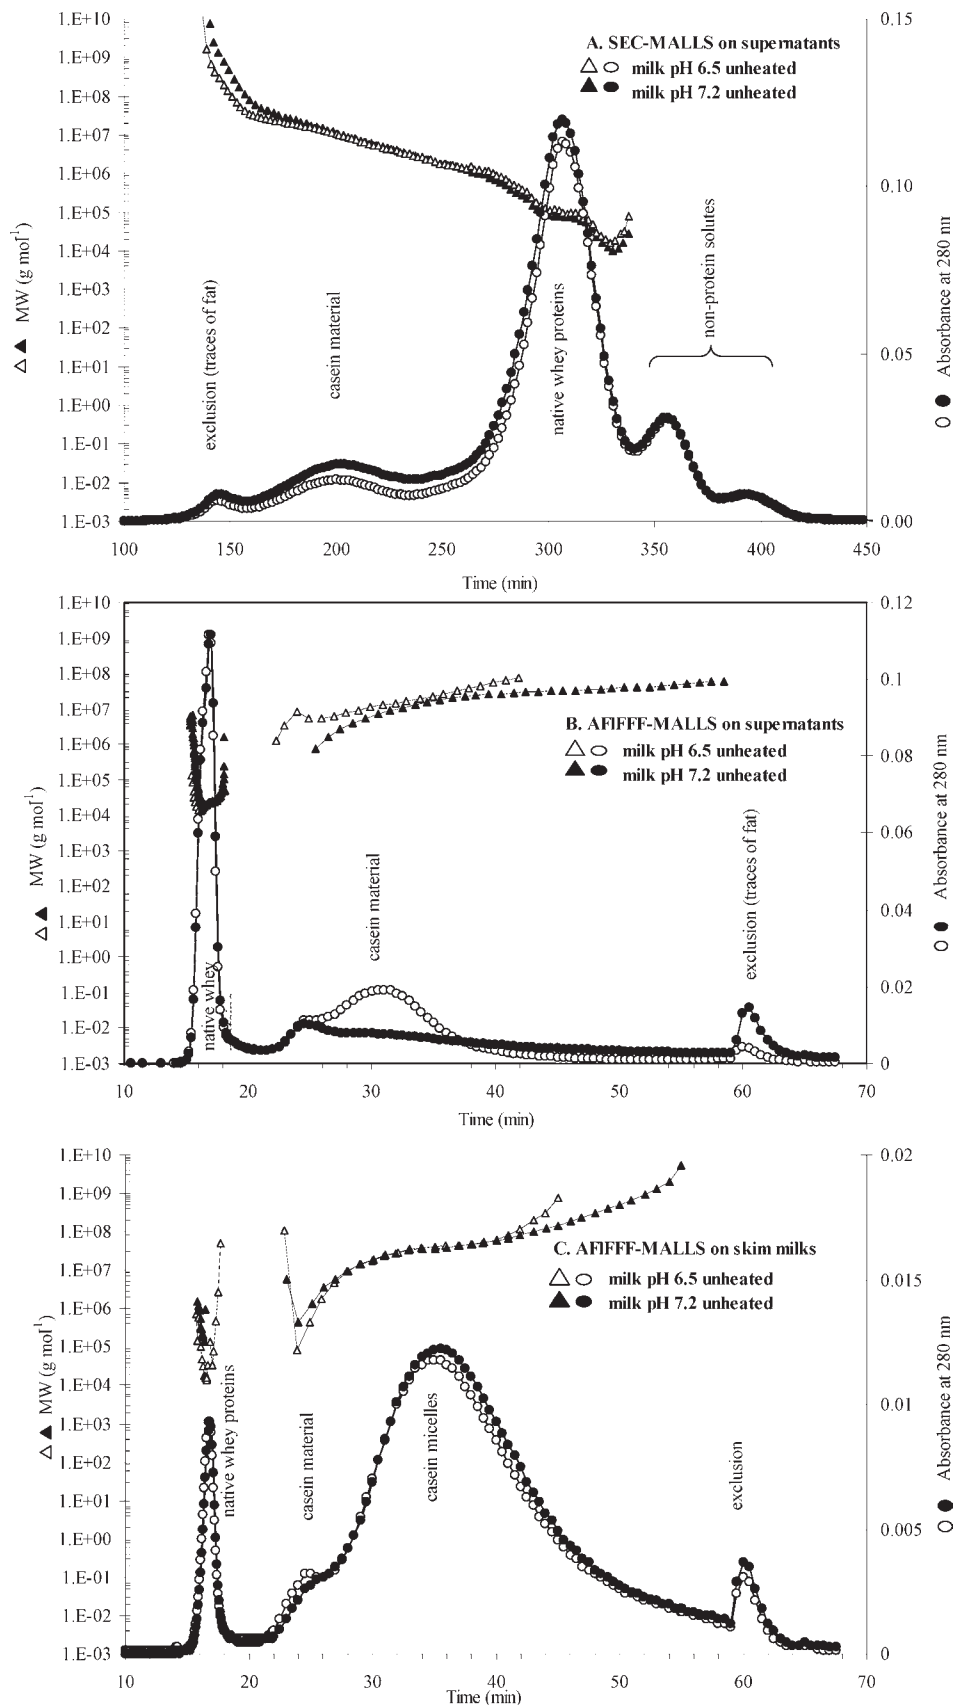 A. SEC-MALLS on supernatants
milk pH 6.5 unheated
milk pH 7.2 unheated
1.E+10
1.E+09
1.E+08
1.E+07
1.E+06
1.E+05
1.E+04
1.E+03
1.E+02
1.E+01
1.E+00
1.E-01
1.E-02
1.E-03
MW (g mol⁻¹)
exclusion (traces of fat)
casein material
native whey proteins
non-protein solutes
0.15
0.10
0.05
0.00
Absorbance at 280 nm
100 150 200 250 300 350 400 450
Time (min)
B. AFlFFF-MALLS on supernatants
milk pH 6.5 unheated
milk pH 7.2 unheated
1.E+10
1.E+09
1.E+08
1.E+07
1.E+06
1.E+05
1.E+04
1.E+03
1.E+02
1.E+01
1.E+00
1.E-01
1.E-02
1.E-03
MW (g mol⁻¹)
native whey
casein material
exclusion (traces of fat)
0.12
0.1
0.08
0.06
0.04
0.02
0
Absorbance at 280 nm
10 20 30 40 50 60 70
Time (min)
C. AFlFFF-MALLS on skim milks
milk pH 6.5 unheated
milk pH 7.2 unheated
1.E+10
1.E+09
1.E+08
1.E+07
1.E+06
1.E+05
1.E+04
1.E+03
1.E+02
1.E+01
1.E+00
1.E-01
1.E-02
1.E-03
MW (g mol⁻¹)
native whey proteins
casein material
casein micelles
exclusion
0.02
0.015
0.01
0.005
0
Absorbance at 280 nm
10 20 30 40 50 60 70
Time (min)